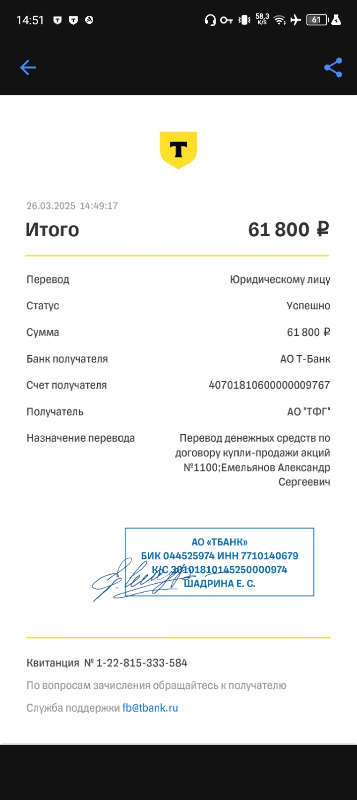 14:51 58,3 К/S 61
T
26.03.2025 14:49:17
Итого 61 800 ₽
Перевод Юридическому лицу
Статус Успешно
Сумма 61 800 ₽
Банк получателя АО Т-Банк
Счет получателя 40701810600000009767
Получатель АО "ТФГ"
Назначение перевода Перевод денежных средств по
договору купли-продажи акций
№1100;Емельянов Александр
Сергеевич
АО «ТБАНК»
БИК 044525974 ИНН 7710140679
К/С 30101810145250000974
ШАДРИНА Е. С.
Квитанция № 1-22-815-333-584
По вопросам зачисления обращайтесь к получателю
Служба поддержки fb@tbank.ru